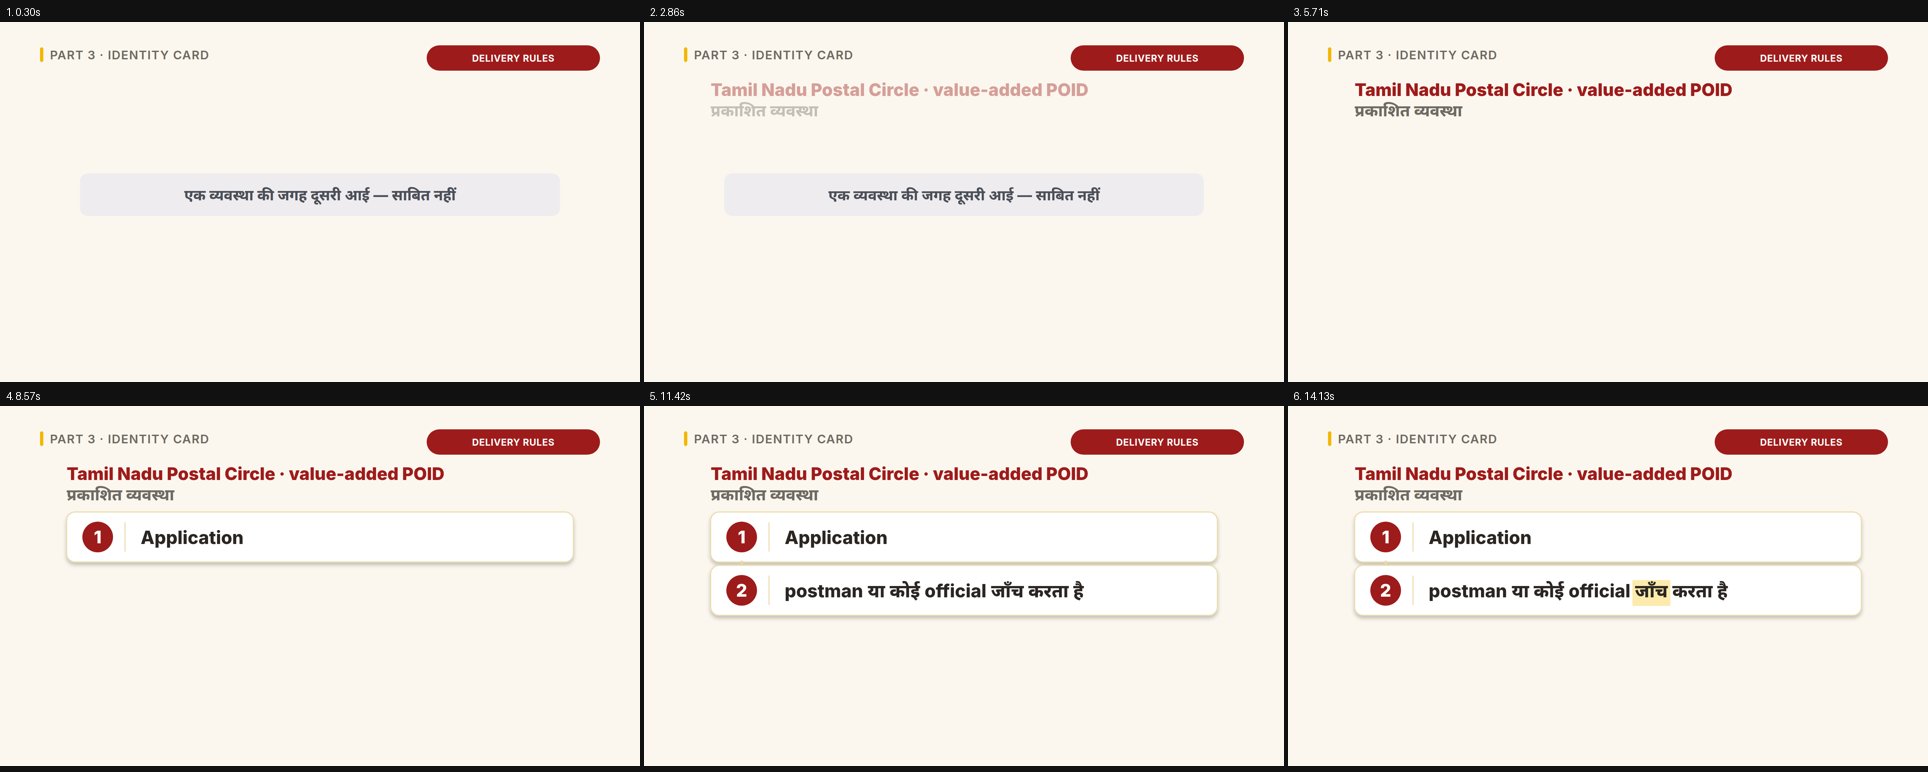 1. 0.30s
PART 3 · IDENTITY CARD
DELIVERY RULES
एक व्यवस्था की जगह दूसरी आई — साबित नहीं
2. 2.86s
PART 3 · IDENTITY CARD
DELIVERY RULES
Tamil Nadu Postal Circle · value-added POID
प्रकाशित व्यवस्था
एक व्यवस्था की जगह दूसरी आई — साबित नहीं
3. 5.71s
PART 3 · IDENTITY CARD
DELIVERY RULES
Tamil Nadu Postal Circle · value-added POID
प्रकाशित व्यवस्था
4. 8.57s
PART 3 · IDENTITY CARD
DELIVERY RULES
Tamil Nadu Postal Circle · value-added POID
प्रकाशित व्यवस्था
1 Application
5. 11.42s
PART 3 · IDENTITY CARD
DELIVERY RULES
Tamil Nadu Postal Circle · value-added POID
प्रकाशित व्यवस्था
1 Application
2 postman या कोई official जाँच करता है
6. 14.13s
PART 3 · IDENTITY CARD
DELIVERY RULES
Tamil Nadu Postal Circle · value-added POID
प्रकाशित व्यवस्था
1 Application
2 postman या कोई official जाँच करता है